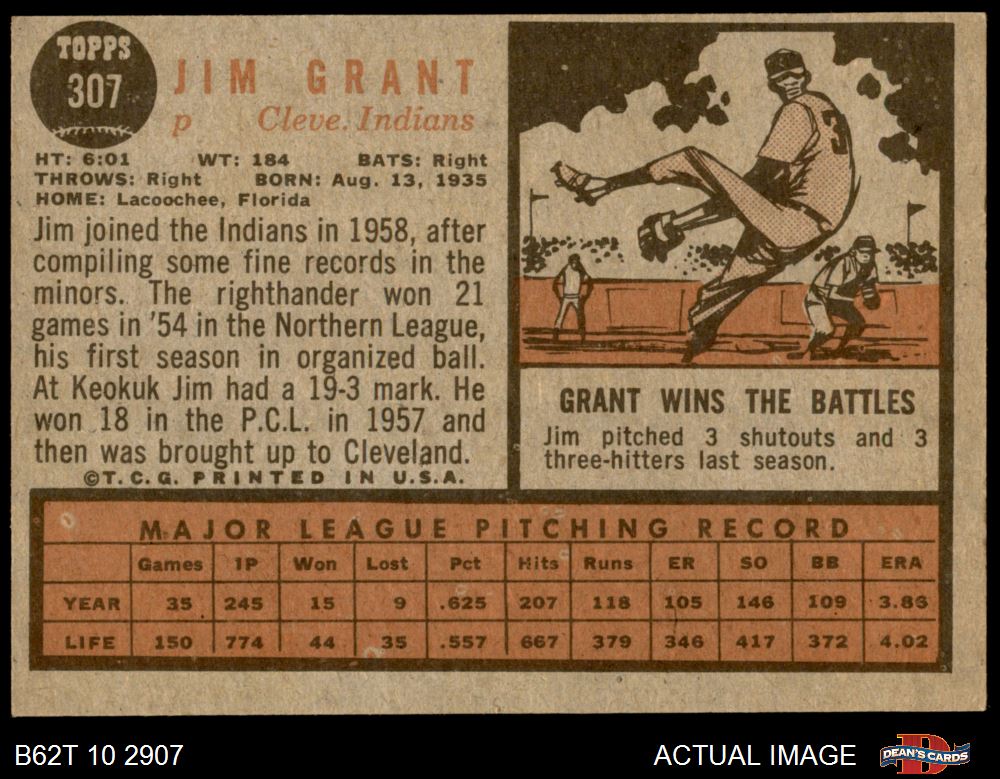 TOPPS
307
JIM GRANT
p Cleve. Indians
HT: 6:01 WT: 184 BATS: Right
THROWS: Right BORN: Aug. 13, 1935
HOME: Lacoochee, Florida
Jim joined the Indians in 1958, after
compiling some fine records in the
minors. The righthander won 21
games in '54 in the Northern League,
his first season in organized ball.
At Keokuk Jim had a 19-3 mark. He
won 18 in the P.C.L. in 1957 and
then was brought up to Cleveland.
©T.C.G. PRINTED IN U.S.A.
3
GRANT WINS THE BATTLES
Jim pitched 3 shutouts and 3
three-hitters last season.
MAJOR LEAGUE PITCHING RECORD
Games IP Won Lost Pct Hits Runs ER SO BB ERA
YEAR 35 245 15 9 .625 207 118 105 146 109 3.86
LIFE 150 774 44 35 .557 667 379 346 417 372 4.02
B62T 10 2907 ACTUAL IMAGE
D
DEAN'S CARDS